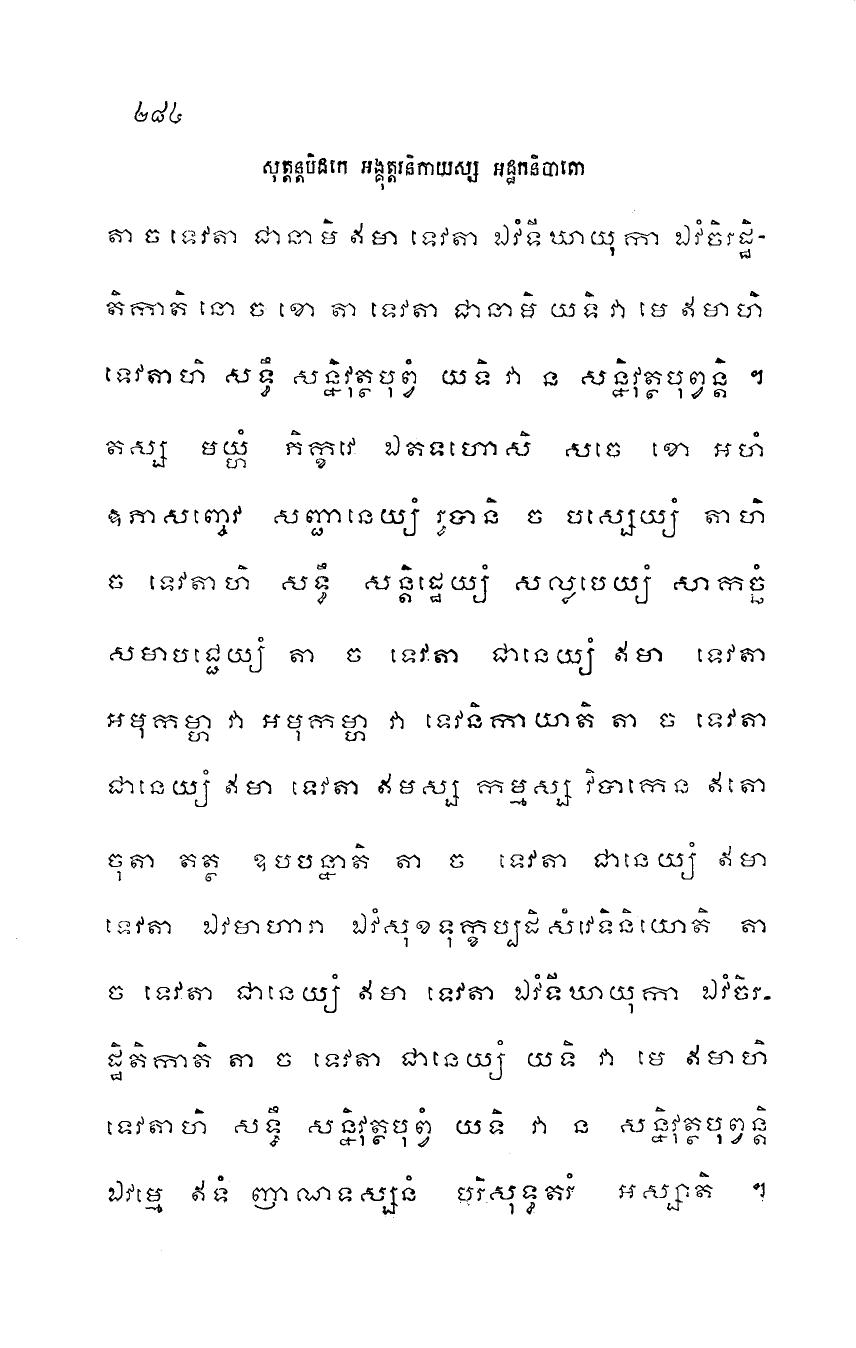 ២៨៤
សុត្តន្តបិដកេ អង្គុត្តរនិកាយស្ស អដ្ឋកនិបាតោ
តា ច ទេវតា ជានាមិ ឥមា ទេវតា ឯវំទីឃាយុកា ឯវំចិរដ្ឋិ-
តិកាតិ នោ ច ខោ តា ទេវតា ជានាមិ យទិ វា មេ ឥមាហិ
ទេវតាហិ សទ្ធឹ សន្និវុត្ថបុព្វំ យទិ វា ន សន្និវុត្ថបុព្វន្តិ ។
តស្ស មយ្ហំ ភិក្ខវេ ឯតទហោសិ សចេ ខោ អហំ
ឧភាសញ្ចេវ សញ្ជានេយ្យំ រូបានិ ច បស្សេយ្យំ តាហិ
ច ទេវតាហិ សទ្ធឹ សន្តិដ្ឋេយ្យំ សល្លបេយ្យំ សាកច្ឆំ
សមាបជ្ជេយ្យំ តា ច ទេវតា ជានេយ្យំ ឥមា ទេវតា
អមុកម្ហា វា អមុកម្ហា វា ទេវនិកាយាតិ តា ច ទេវតា
ជានេយ្យំ ឥមា ទេវតា ឥមស្ស កម្មស្ស វិបាកេន ឥតោ
ចុតា តត្ថ ឧបបន្នាតិ តា ច ទេវតា ជានេយ្យំ ឥមា
ទេវតា ឯវមាហារា ឯវំសុខទុក្ខប្បដិសំវេទិនិយោតិ តា
ច ទេវតា ជានេយ្យំ ឥមា ទេវតា ឯវំទីឃាយុកា ឯវំចិរ-
ដ្ឋិតិកាតិ តា ច ទេវតា ជានេយ្យំ យទិ វា មេ ឥមាហិ
ទេវតាហិ សទ្ធឹ សន្និវុត្ថបុព្វំ យទិ វា ន សន្និវុត្ថបុព្វន្តិ
ឯវម្មេ ឥទំ ញាណទស្សនំ បរិសុទ្ធតរំ អស្សាតិ ។